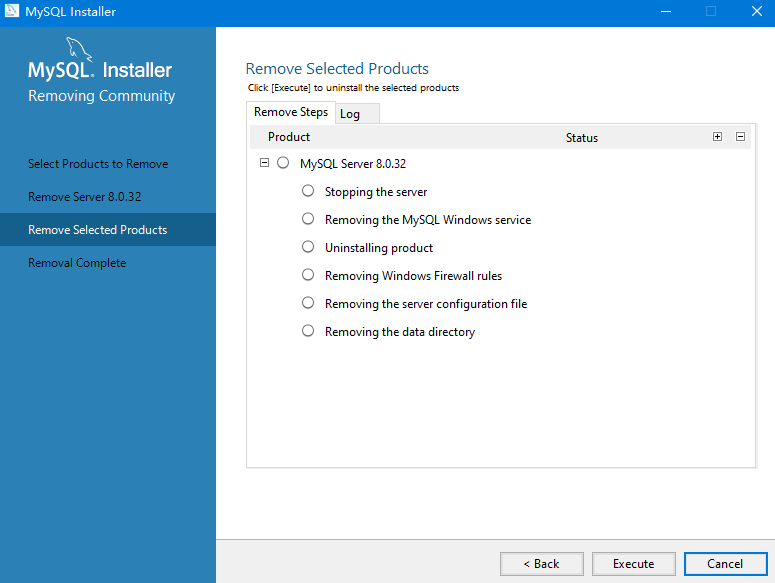 MySQL Installer
MySQL. Installer
Removing Community
Select Products to Remove
Remove Server 8.0.32
Remove Selected Products
Removal Complete
Remove Selected Products
Click [Execute] to uninstall the selected products
Remove Steps Log
Product Status
MySQL Server 8.0.32
Stopping the server
Removing the MySQL Windows service
Uninstalling product
Removing Windows Firewall rules
Removing the server configuration file
Removing the data directory
< Back Execute Cancel